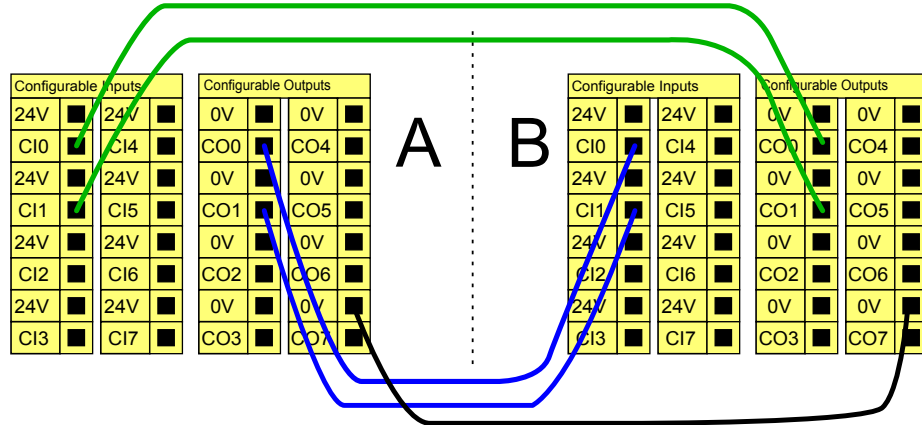 Configurable Inputs Configurable Outputs Configurable Inputs Configurable Outputs
24V 24V 0V 0V 24V 24V 0V 0V
CI0 CI4 CO0 CO4 A B CI0 CI4 CO0 CO4
24V 24V 0V 0V 24V 24V 0V 0V
CI1 CI5 CO1 CO5 CI1 CI5 CO1 CO5
24V 24V 0V 0V 24V 24V 0V 0V
CI2 CI6 CO2 CO6 CI2 CI6 CO2 CO6
24V 24V 0V 0V 24V 24V 0V 0V
CI3 CI7 CO3 CO7 CI3 CI7 CO3 CO7